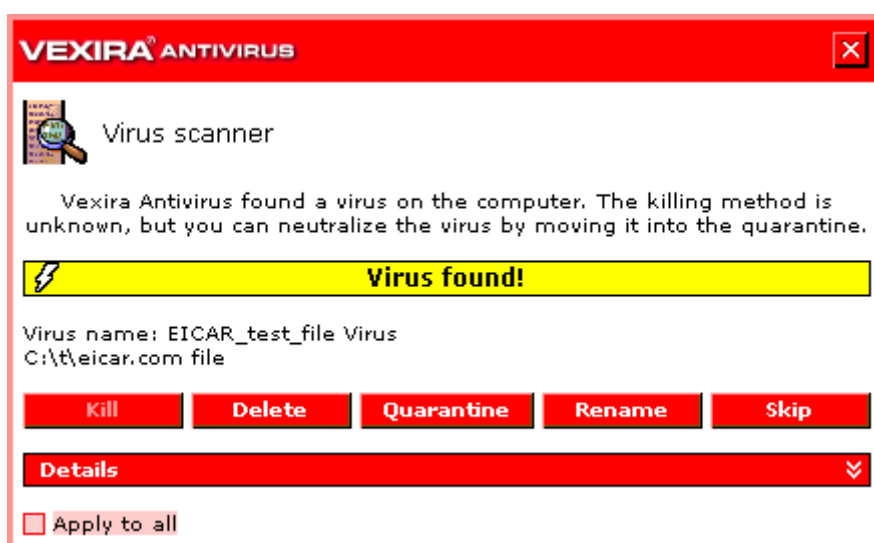 VEXIRA® ANTIVIRUS
Virus scanner
Vexira Antivirus found a virus on the computer. The killing method is
unknown, but you can neutralize the virus by moving it into the quarantine.
Virus found!
Virus name: EICAR_test_file Virus
C:\t\eicar.com file
Kill Delete Quarantine Rename Skip
Details
Apply to all